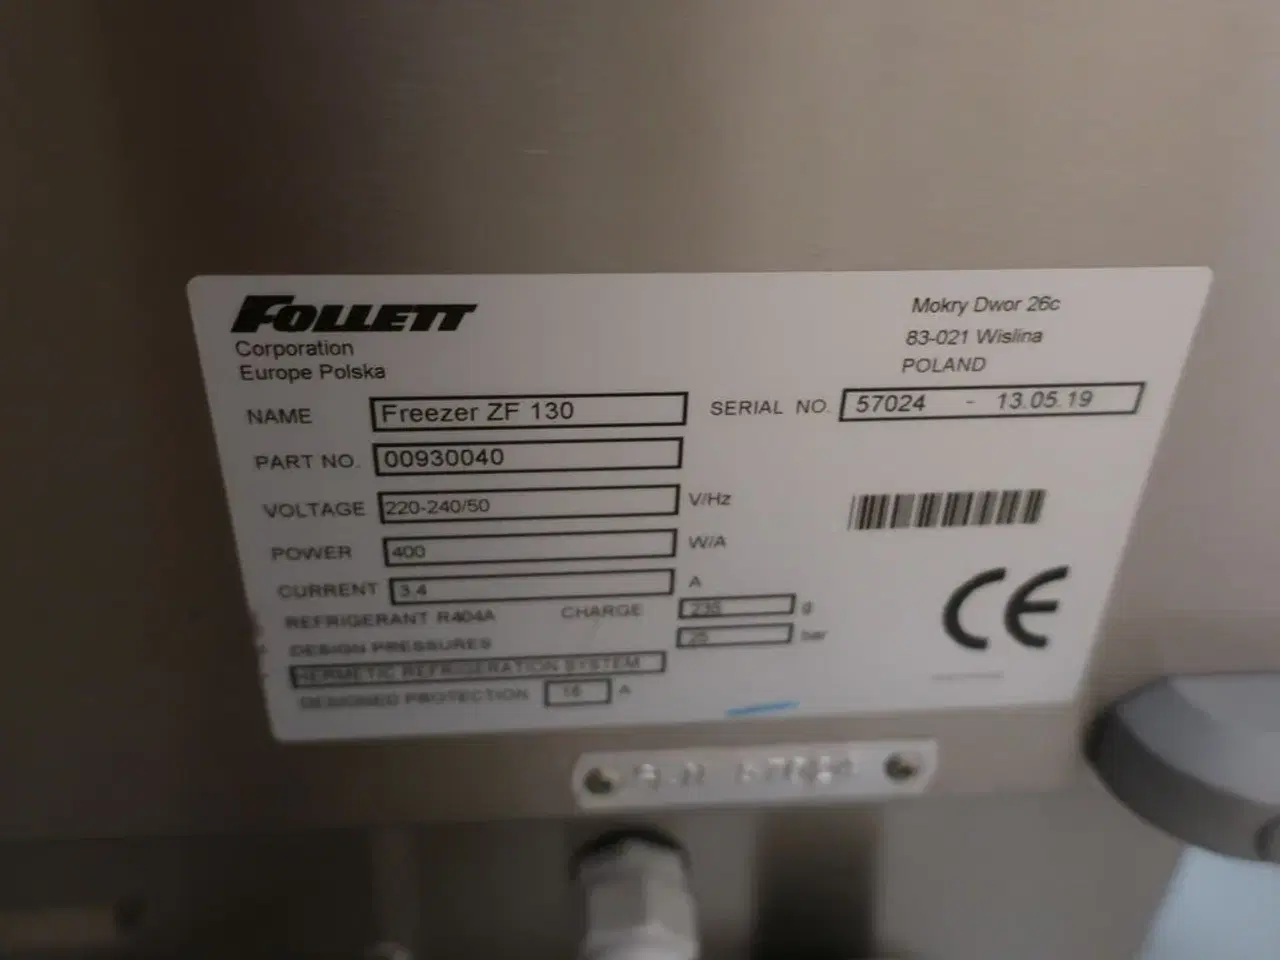 FOLLETT
Corporation
Europe Polska
Mokry Dwor 26c
83-021 Wislina
POLAND
NAME Freezer ZF 130
SERIAL NO. 57024 - 13.05.19
PART NO. 00930040
VOLTAGE 220-240/50 V/Hz
POWER 400 W/A
CURRENT 3.4 A
REFRIGERANT R404A CHARGE 235 g
DESIGN PRESSURES 25 bar
HERMETIC REFRIGERATION SYSTEM
DESIGNED PROTECTION 16 A
CE